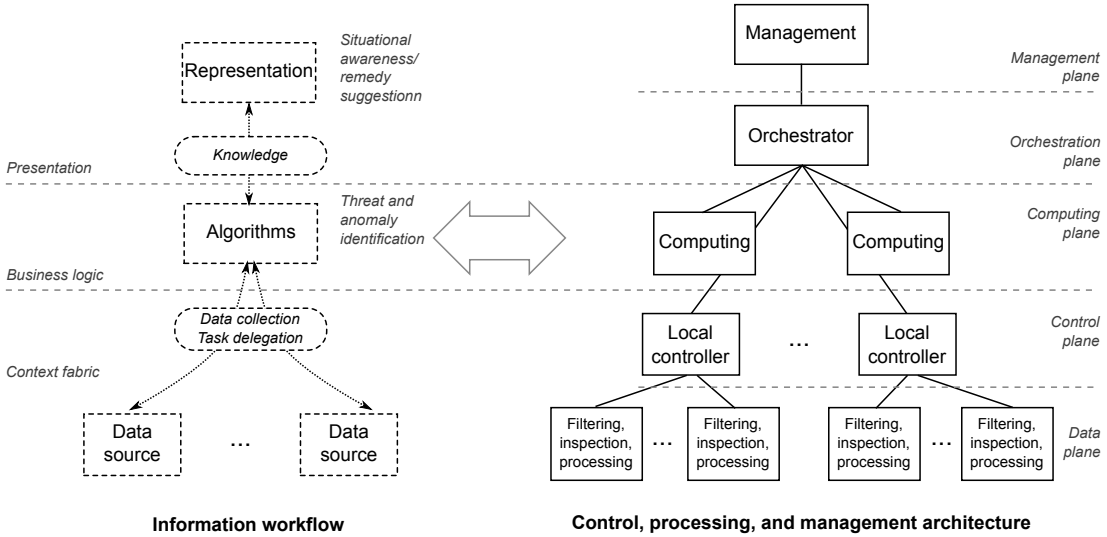 Situational
awareness/
remedy
suggestionn
Representation
Knowledge
Presentation
Threat and
anomaly
identification
Algorithms
Business logic
Data collection
Task delegation
Context fabric
Data
source
...
Data
source
Information workflow
Management
Management
plane
Orchestrator
Orchestration
plane
Computing
Computing
Computing
plane
Local
controller
...
Local
controller
Control
plane
Filtering,
inspection,
processing
...
Filtering,
inspection,
processing
Filtering,
inspection,
processing
...
Filtering,
inspection,
processing
Data
plane
Control, processing, and management architecture